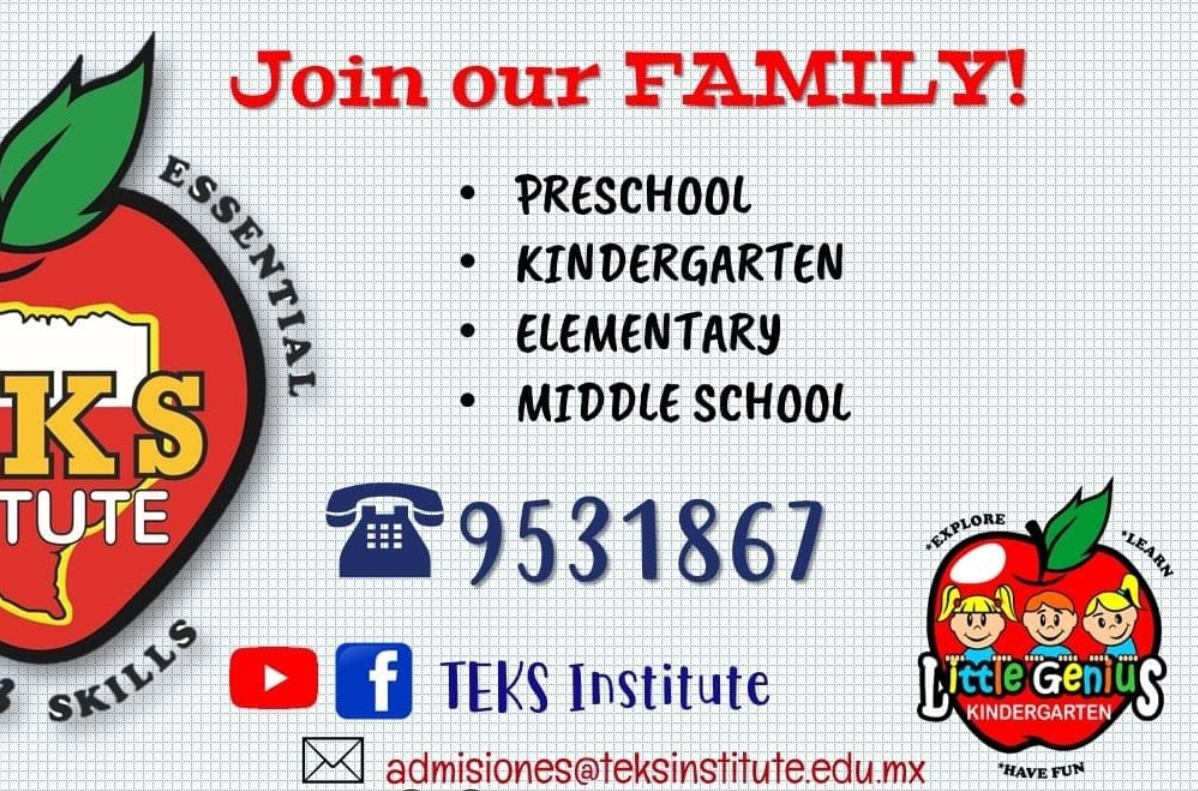 Join our FAMILY!
ESSENTIAL
• PRESCHOOL
• KINDERGARTEN
• ELEMENTARY
• MIDDLE SCHOOL
KS
TUTE
& SKILLS
9531867
TEKS Institute
admisiones@teksinstitute.edu.mx
*EXPLORE
*LEARN
Little Genius
KINDERGARTEN
*HAVE FUN